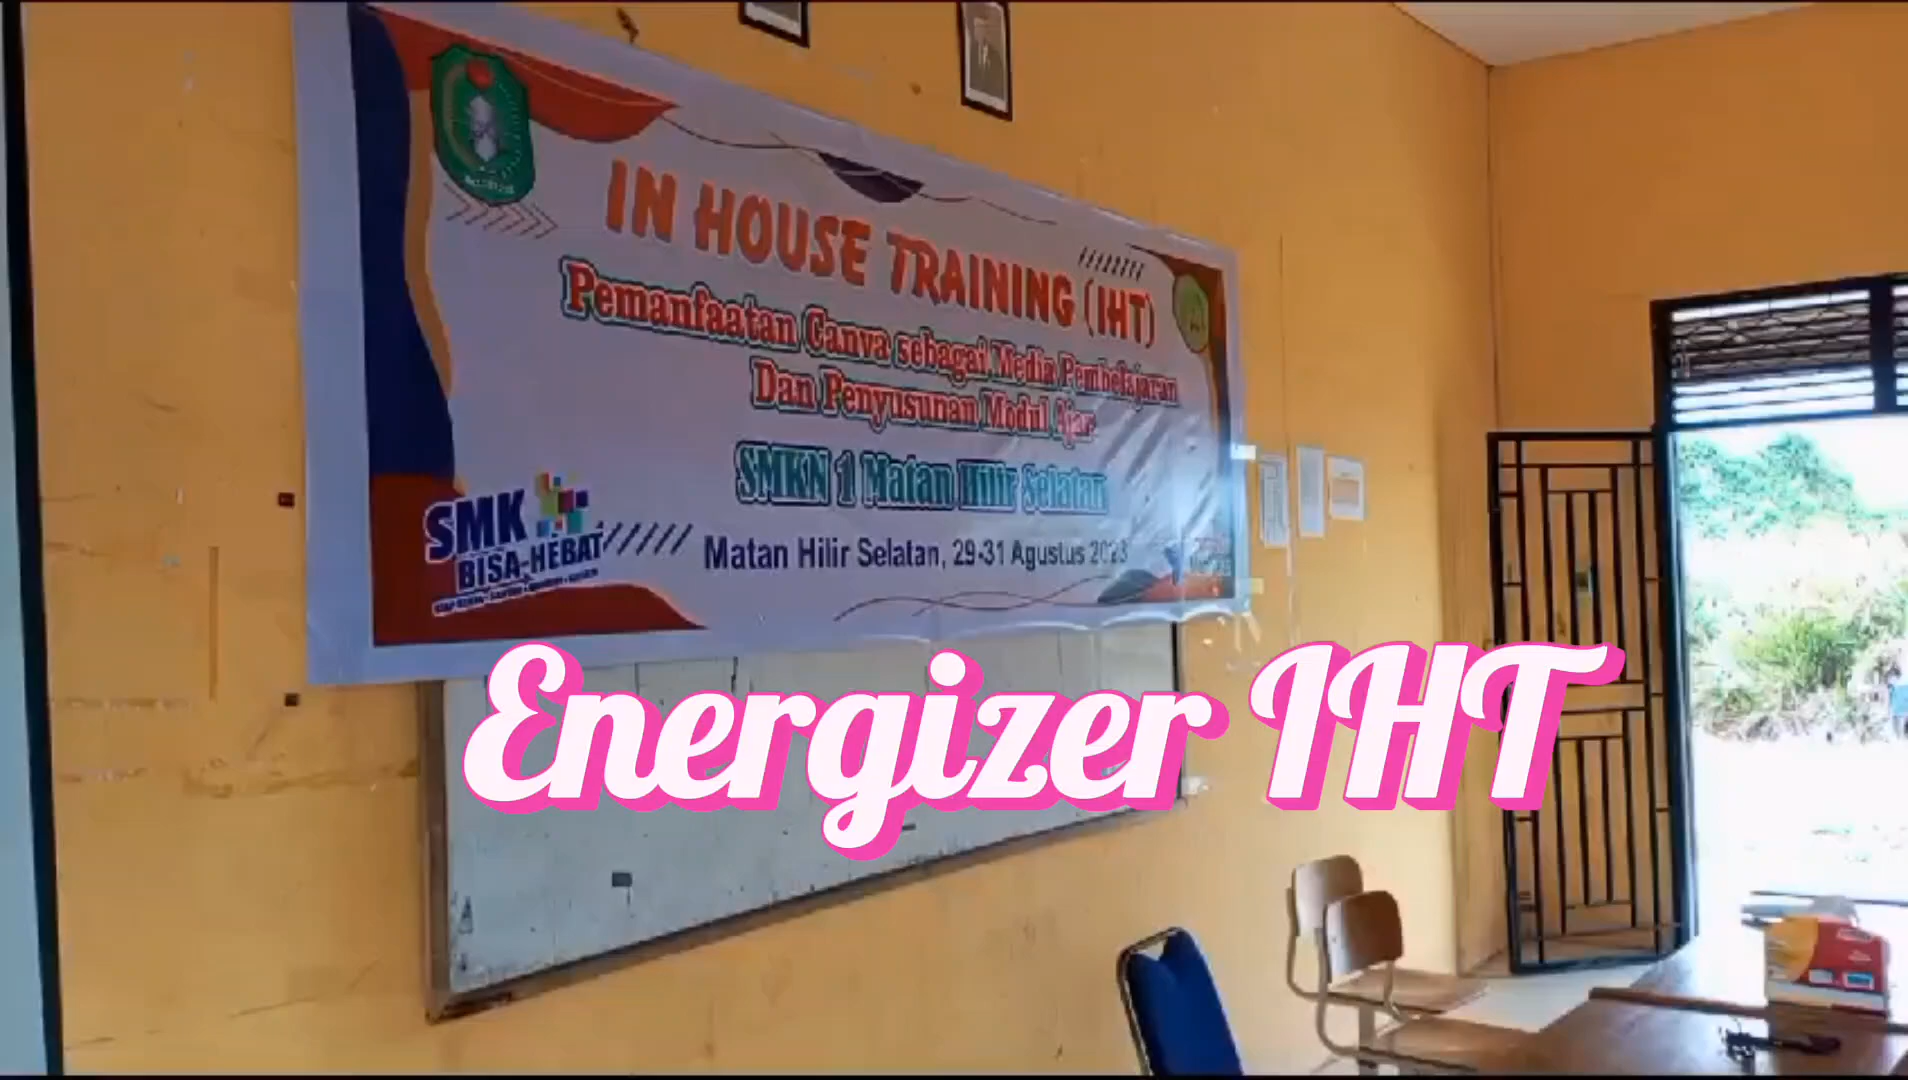 IN HOUSE TRAINING (IHT)
Pemanfaatan Canva sebagai Media Pembelajaran
Dan Penyusunan Modul Ajar
SMKN 1 Matan Hilir Selatan
Matan Hilir Selatan, 29-31 Agustus 2023
SMK
BISA-HEBAT
Energizer IHT